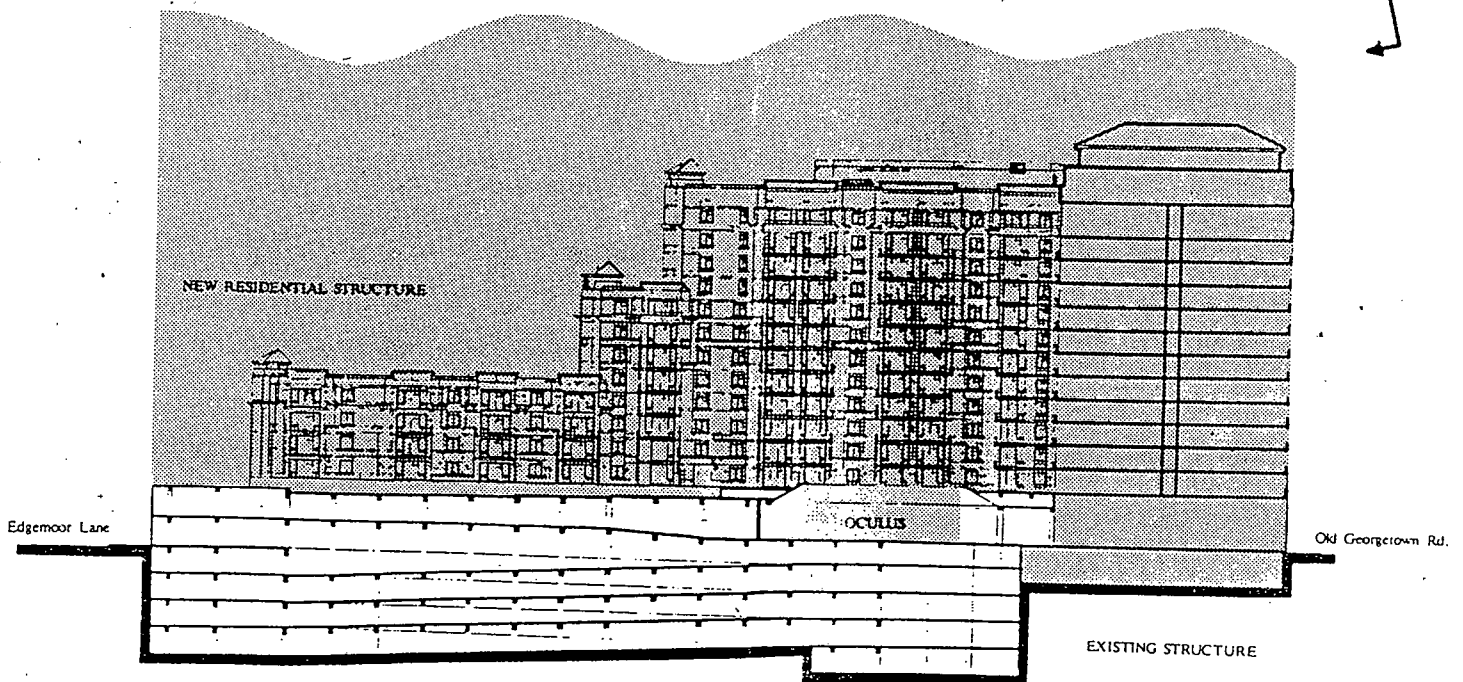 NEW RESIDENTIAL STRUCTURE
Edgemoor Lane
OCULUS
Old Georgetown Rd.
EXISTING STRUCTURE